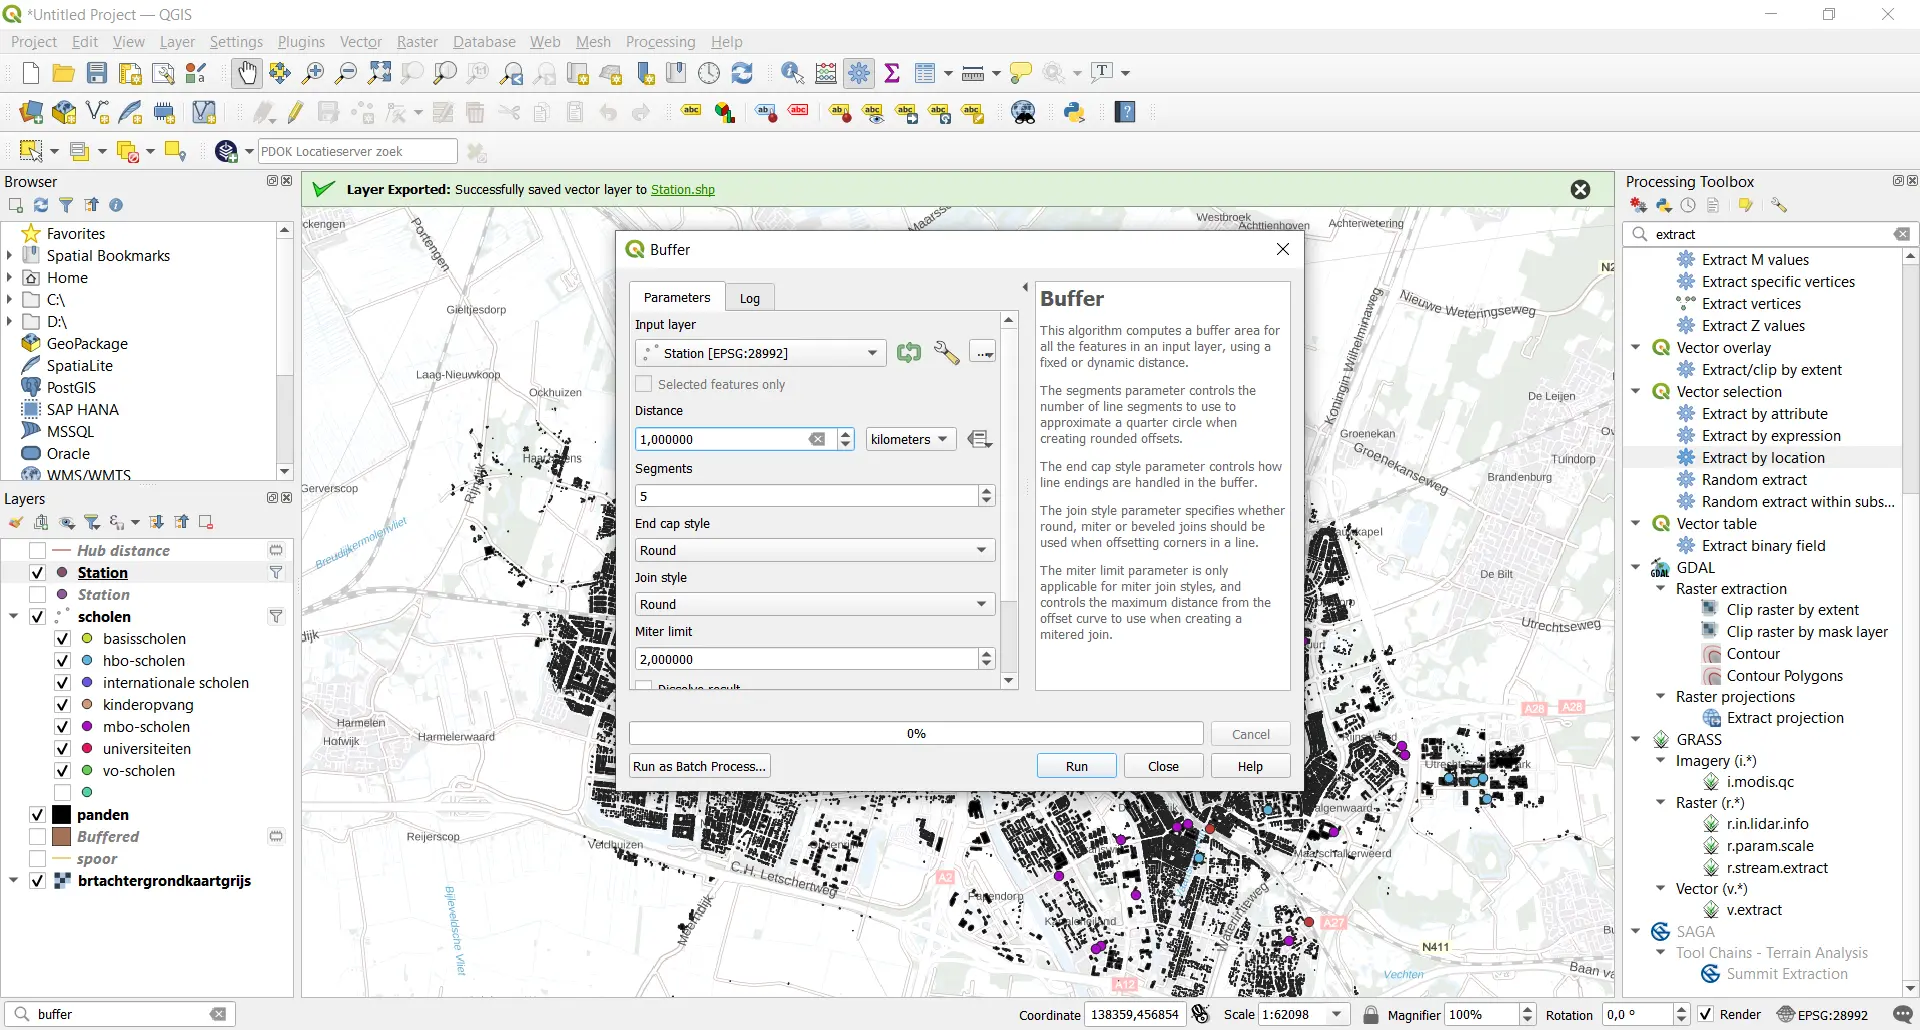 *Untitled Project — QGIS
Project Edit View Layer Settings Plugins Vector Raster Database Web Mesh Processing Help
PDOK Locatieserver zoek
Browser
Favorites
Spatial Bookmarks
Home
C:\
D:\
GeoPackage
SpatiaLite
PostGIS
SAP HANA
MSSQL
Oracle
WMS/WMTS
Layers
Hub distance
Station
Station
scholen
basisscholen
hbo-scholen
internationale scholen
kinderopvang
mbo-scholen
universiteiten
vo-scholen
panden
Buffered
spoor
brtachtergrondkaartgrijs
Layer Exported: Successfully saved vector layer to Station.shp
Portengen
Gieltjesdorp
Laag-Nieuwkoop
Ockhuizen
Gerverscop
Breudijkermolenvliet
Harmelen
Hofwijk
Harmelerwaard
Reijerscop
Veldhuizen
C.H. Letschertweg
Bijleveldsche Vliet
Meerndijk
A2
Papendorp
A12
Westbroek
Achttienhoven
Achterwetering
Koningin Wilhelminaweg
Nieuwe Weteringseweg
De Leijen
Groenekan
Groenekanseweg
Tuindorp
Brandenburg
De Bilt
Utrechtseweg
A28 A28
Maarschalkerweerd
A27
Waterlinieweg
N411
Vechten
Buffer
Parameters
Log
Input layer
Station [EPSG:28992]
Selected features only
Distance
1,000000
kilometers
Segments
5
End cap style
Round
Join style
Round
Miter limit
2,000000
Dissolve result
Buffer
This algorithm computes a buffer area for
all the features in an input layer, using a
fixed or dynamic distance.
The segments parameter controls the
number of line segments to use to
approximate a quarter circle when
creating rounded offsets.
The end cap style parameter controls how
line endings are handled in the buffer.
The join style parameter specifies whether
round, miter or beveled joins should be
used when offsetting corners in a line.
The miter limit parameter is only
applicable for miter join styles, and
controls the maximum distance from the
offset curve to use when creating a
mitered join.
0%
Cancel
Run as Batch Process...
Run
Close
Help
Processing Toolbox
extract
Extract M values
Extract specific vertices
Extract vertices
Extract Z values
Vector overlay
Extract/clip by extent
Vector selection
Extract by attribute
Extract by expression
Extract by location
Random extract
Random extract within subs...
Vector table
Extract binary field
GDAL
Raster extraction
Clip raster by extent
Clip raster by mask layer
Contour
Contour Polygons
Raster projections
Extract projection
GRASS
Imagery (i.*)
i.modis.qc
Raster (r.*)
r.in.lidar.info
r.param.scale
r.stream.extract
Vector (v.*)
v.extract
SAGA
Tool Chains - Terrain Analysis
Summit Extraction
buffer
Coordinate 138359,456854 Scale 1:62098 Magnifier 100% Rotation 0,0 ° Render EPSG:28992